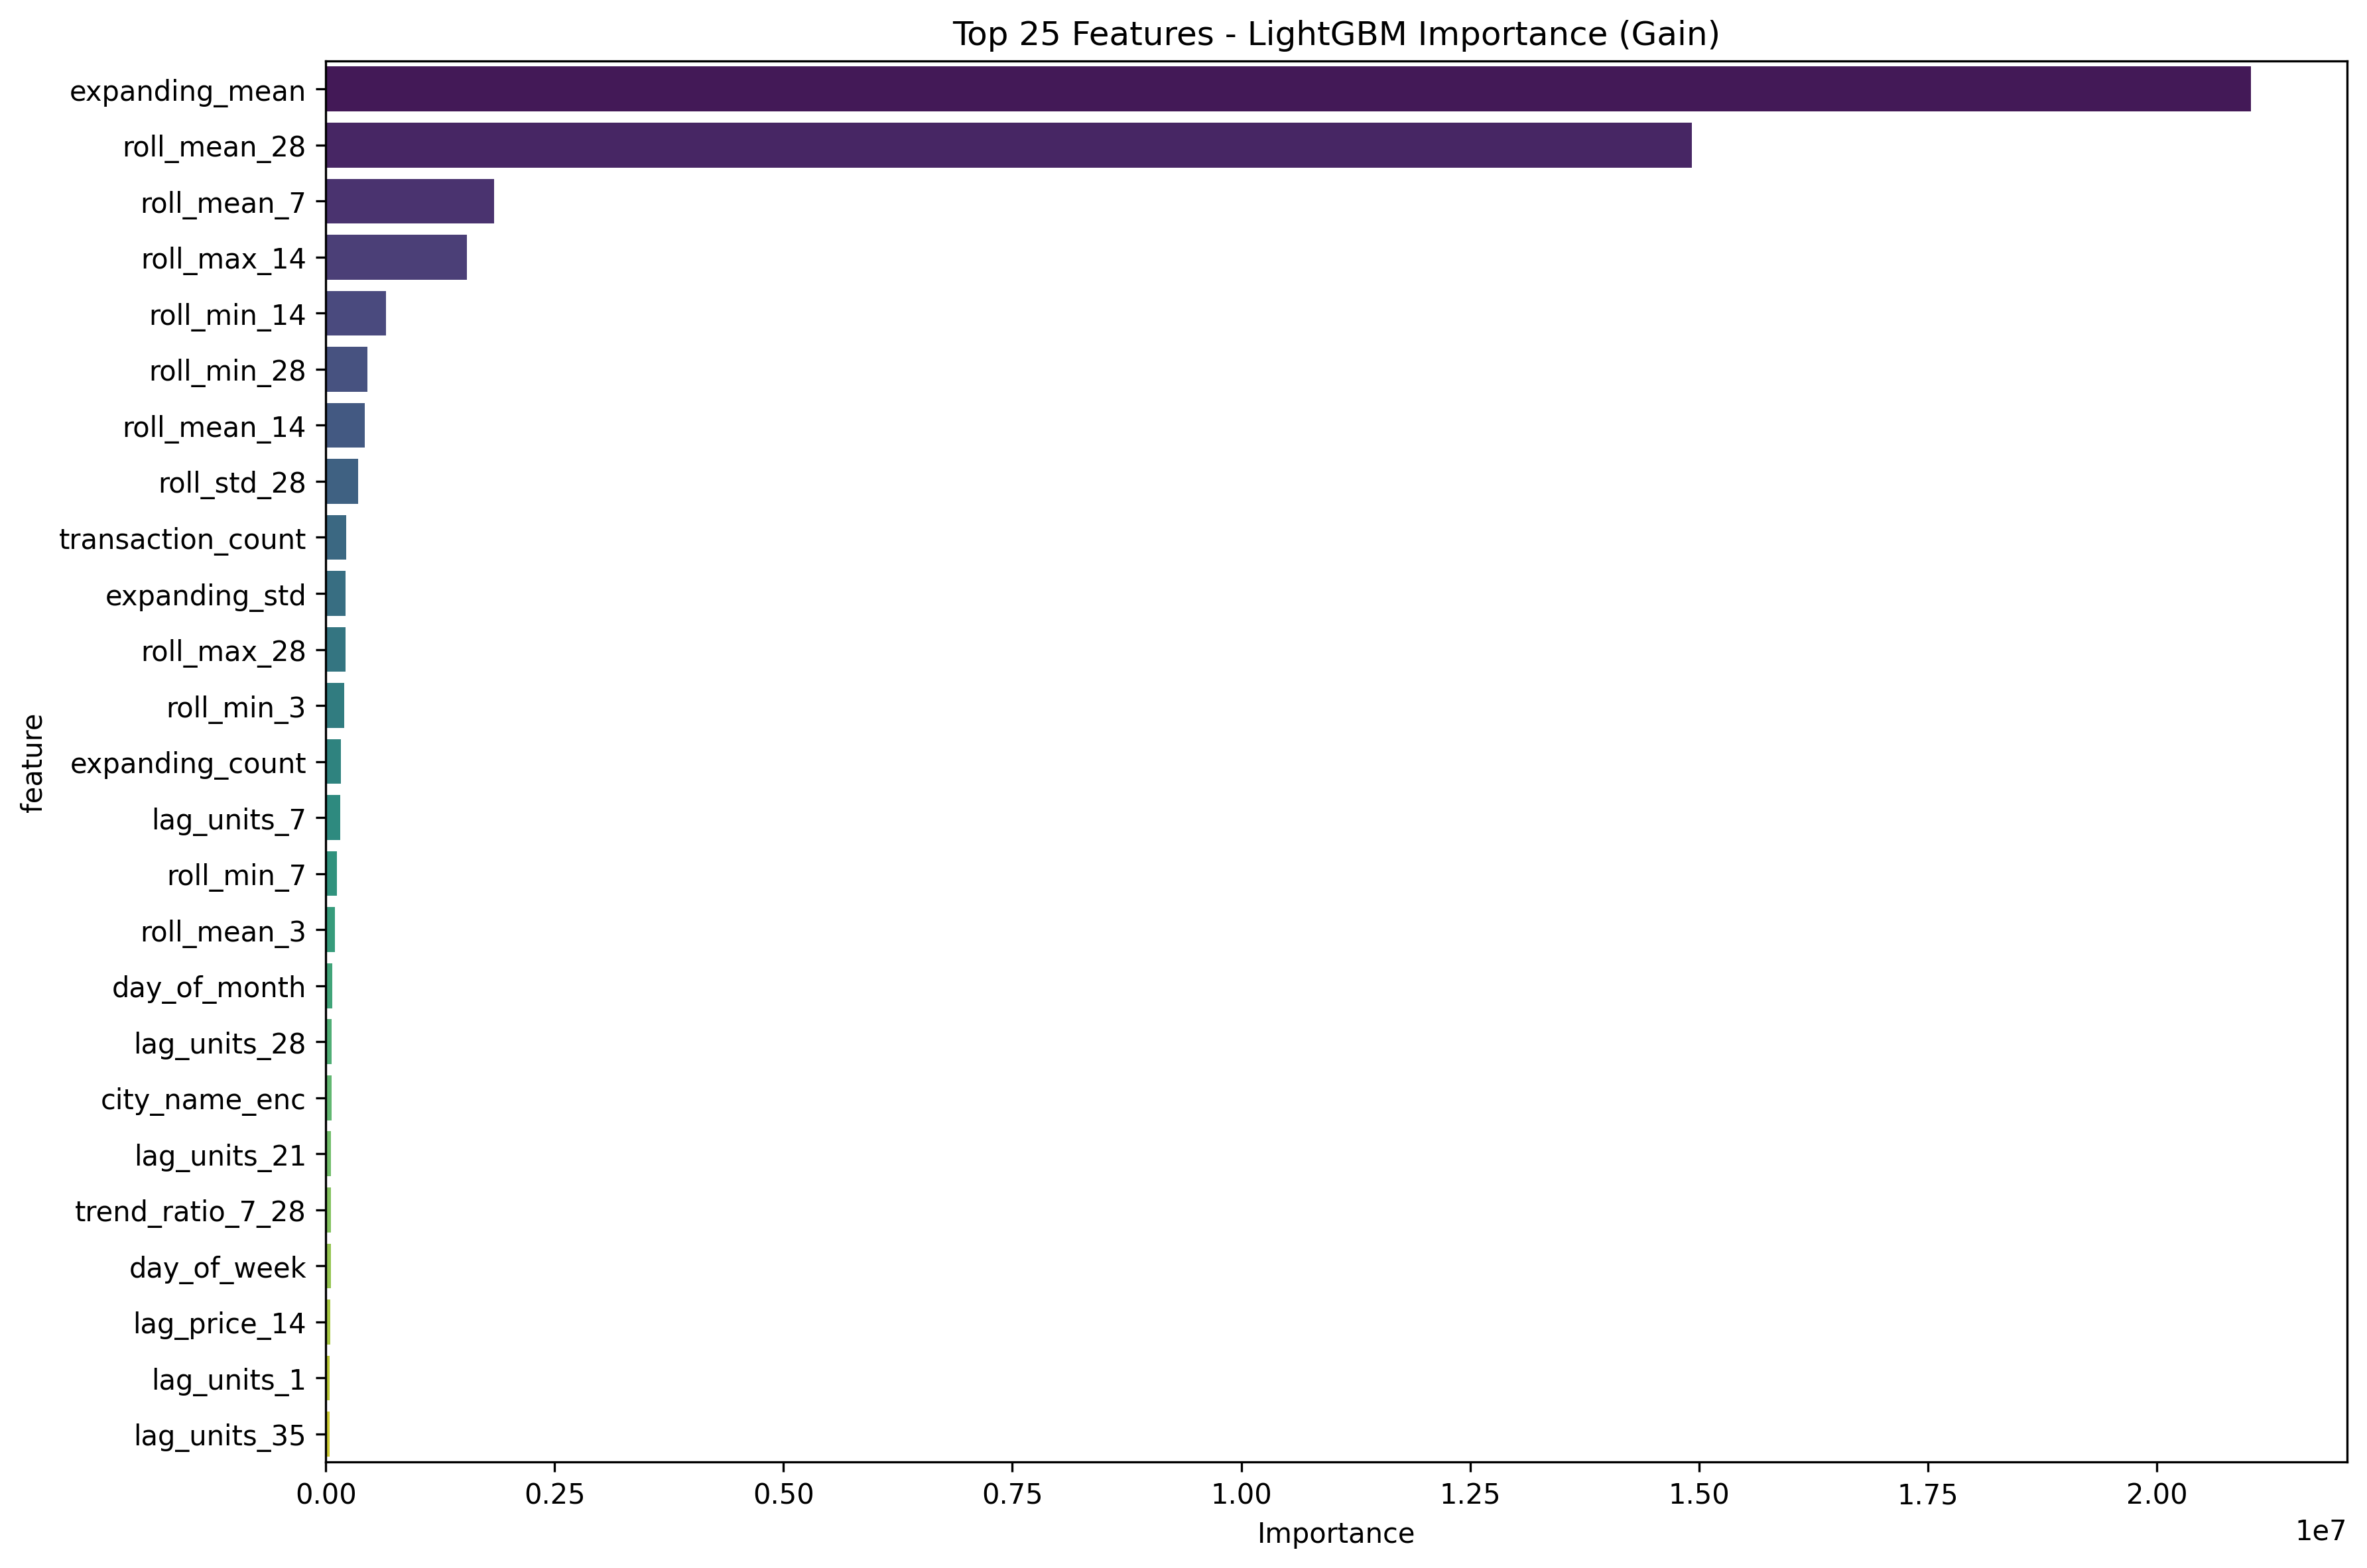 Top 25 Features - LightGBM Importance (Gain)
expanding_mean
roll_mean_28
roll_mean_7
roll_max_14
roll_min_14
roll_min_28
roll_mean_14
roll_std_28
transaction_count
expanding_std
roll_max_28
roll_min_3
expanding_count
lag_units_7
roll_min_7
roll_mean_3
day_of_month
lag_units_28
city_name_enc
lag_units_21
trend_ratio_7_28
day_of_week
lag_price_14
lag_units_1
lag_units_35
feature
0.00 0.25 0.50 0.75 1.00 1.25 1.50 1.75 2.00
Importance
1e7